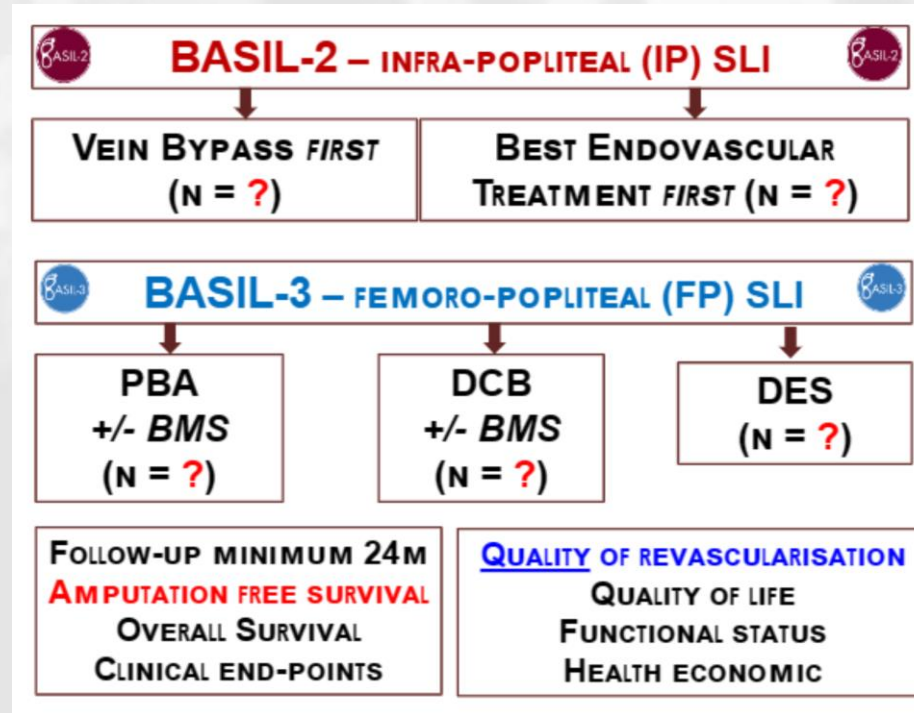 BASIL-2
BASIL-2 – INFRA-POPLITEAL (IP) SLI
BASIL-2
VEIN BYPASS FIRST
(N = ?)
BEST ENDOVASCULAR
TREATMENT FIRST (N = ?)
BASIL-3
BASIL-3 – FEMORO-POPLITEAL (FP) SLI
BASIL-3
PBA
+/- BMS
(N = ?)
DCB
+/- BMS
(N = ?)
DES
(N = ?)
FOLLOW-UP MINIMUM 24M
AMPUTATION FREE SURVIVAL
OVERALL SURVIVAL
CLINICAL END-POINTS
QUALITY OF REVASCULARISATION
QUALITY OF LIFE
FUNCTIONAL STATUS
HEALTH ECONOMIC